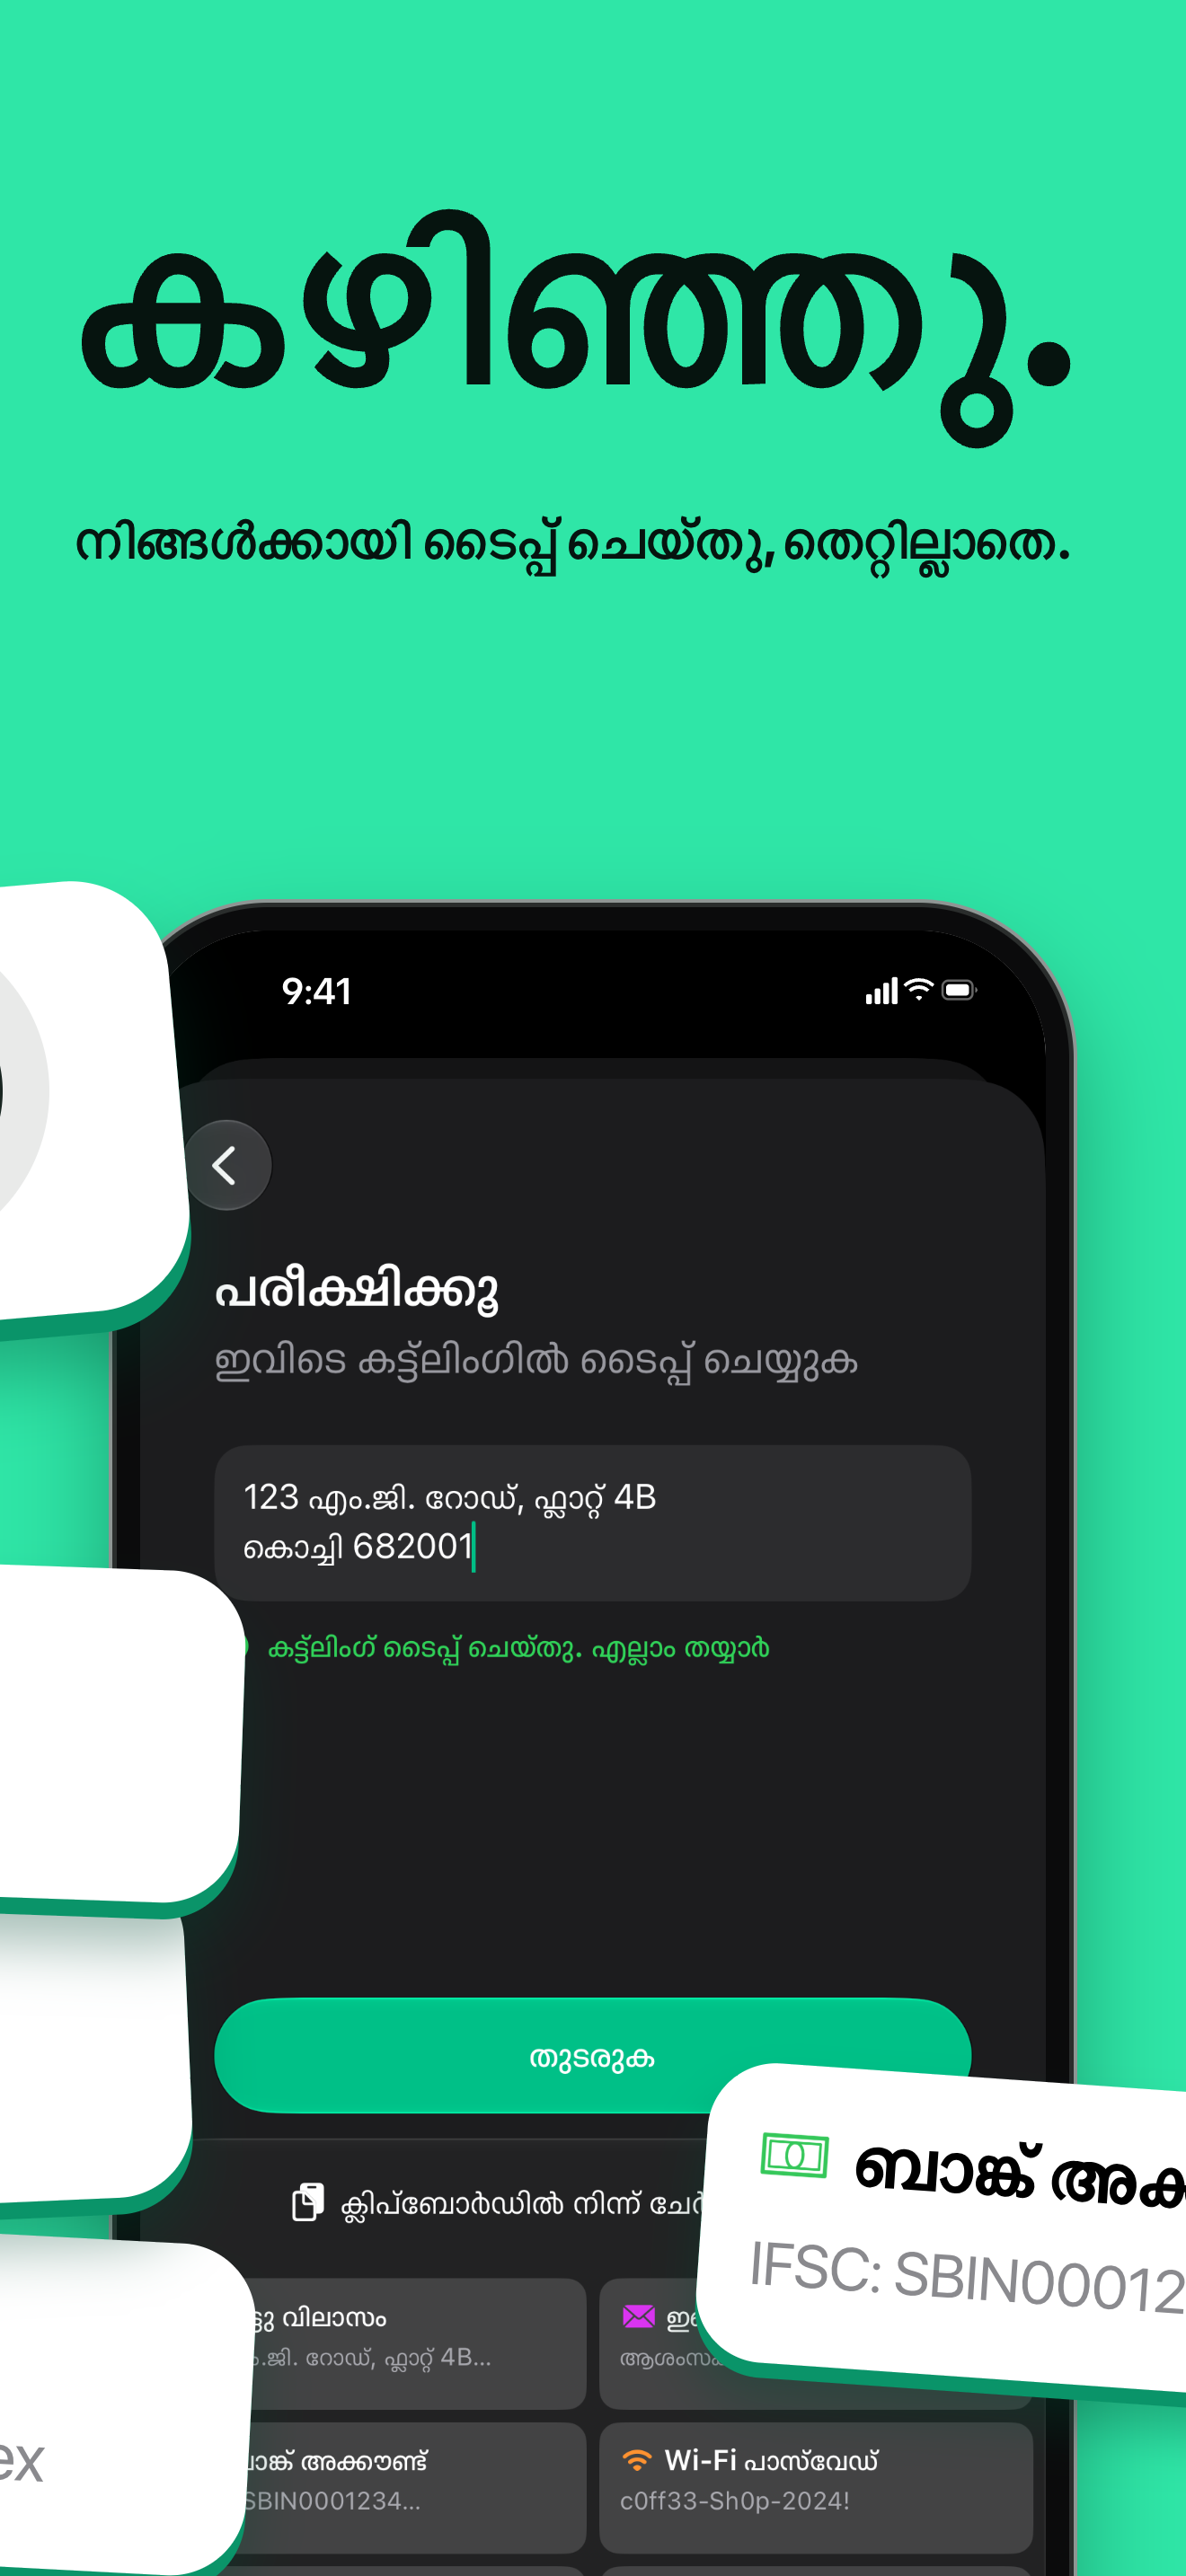 കഴിഞ്ഞു.
നിങ്ങൾക്കായി ടൈപ്പ് ചെയ്തു, തെറ്റില്ലാതെ.
9:41
പരീക്ഷിക്കൂ
ഇവിടെ കട്ട്ലിംഗിൽ ടൈപ്പ് ചെയ്യുക
123 എം.ജി. റോഡ്, ഫ്ലാറ്റ് 4B
കൊച്ചി 682001
കട്ട്ലിംഗ് ടൈപ്പ് ചെയ്തു. എല്ലാം തയ്യാർ
തുടരുക
ക്ലിപ്ബോർഡിൽ നിന്ന്
വിലാസം
റോഡ്, ഫ്ലാറ്റ് 4B...
അക്കൗണ്ട്
SBIN0001234...
Wi-Fi പാസ്‌വേഡ്
c0ff33-Sh0p-2024!
ബാങ്ക്
IFSC: SBIN00012